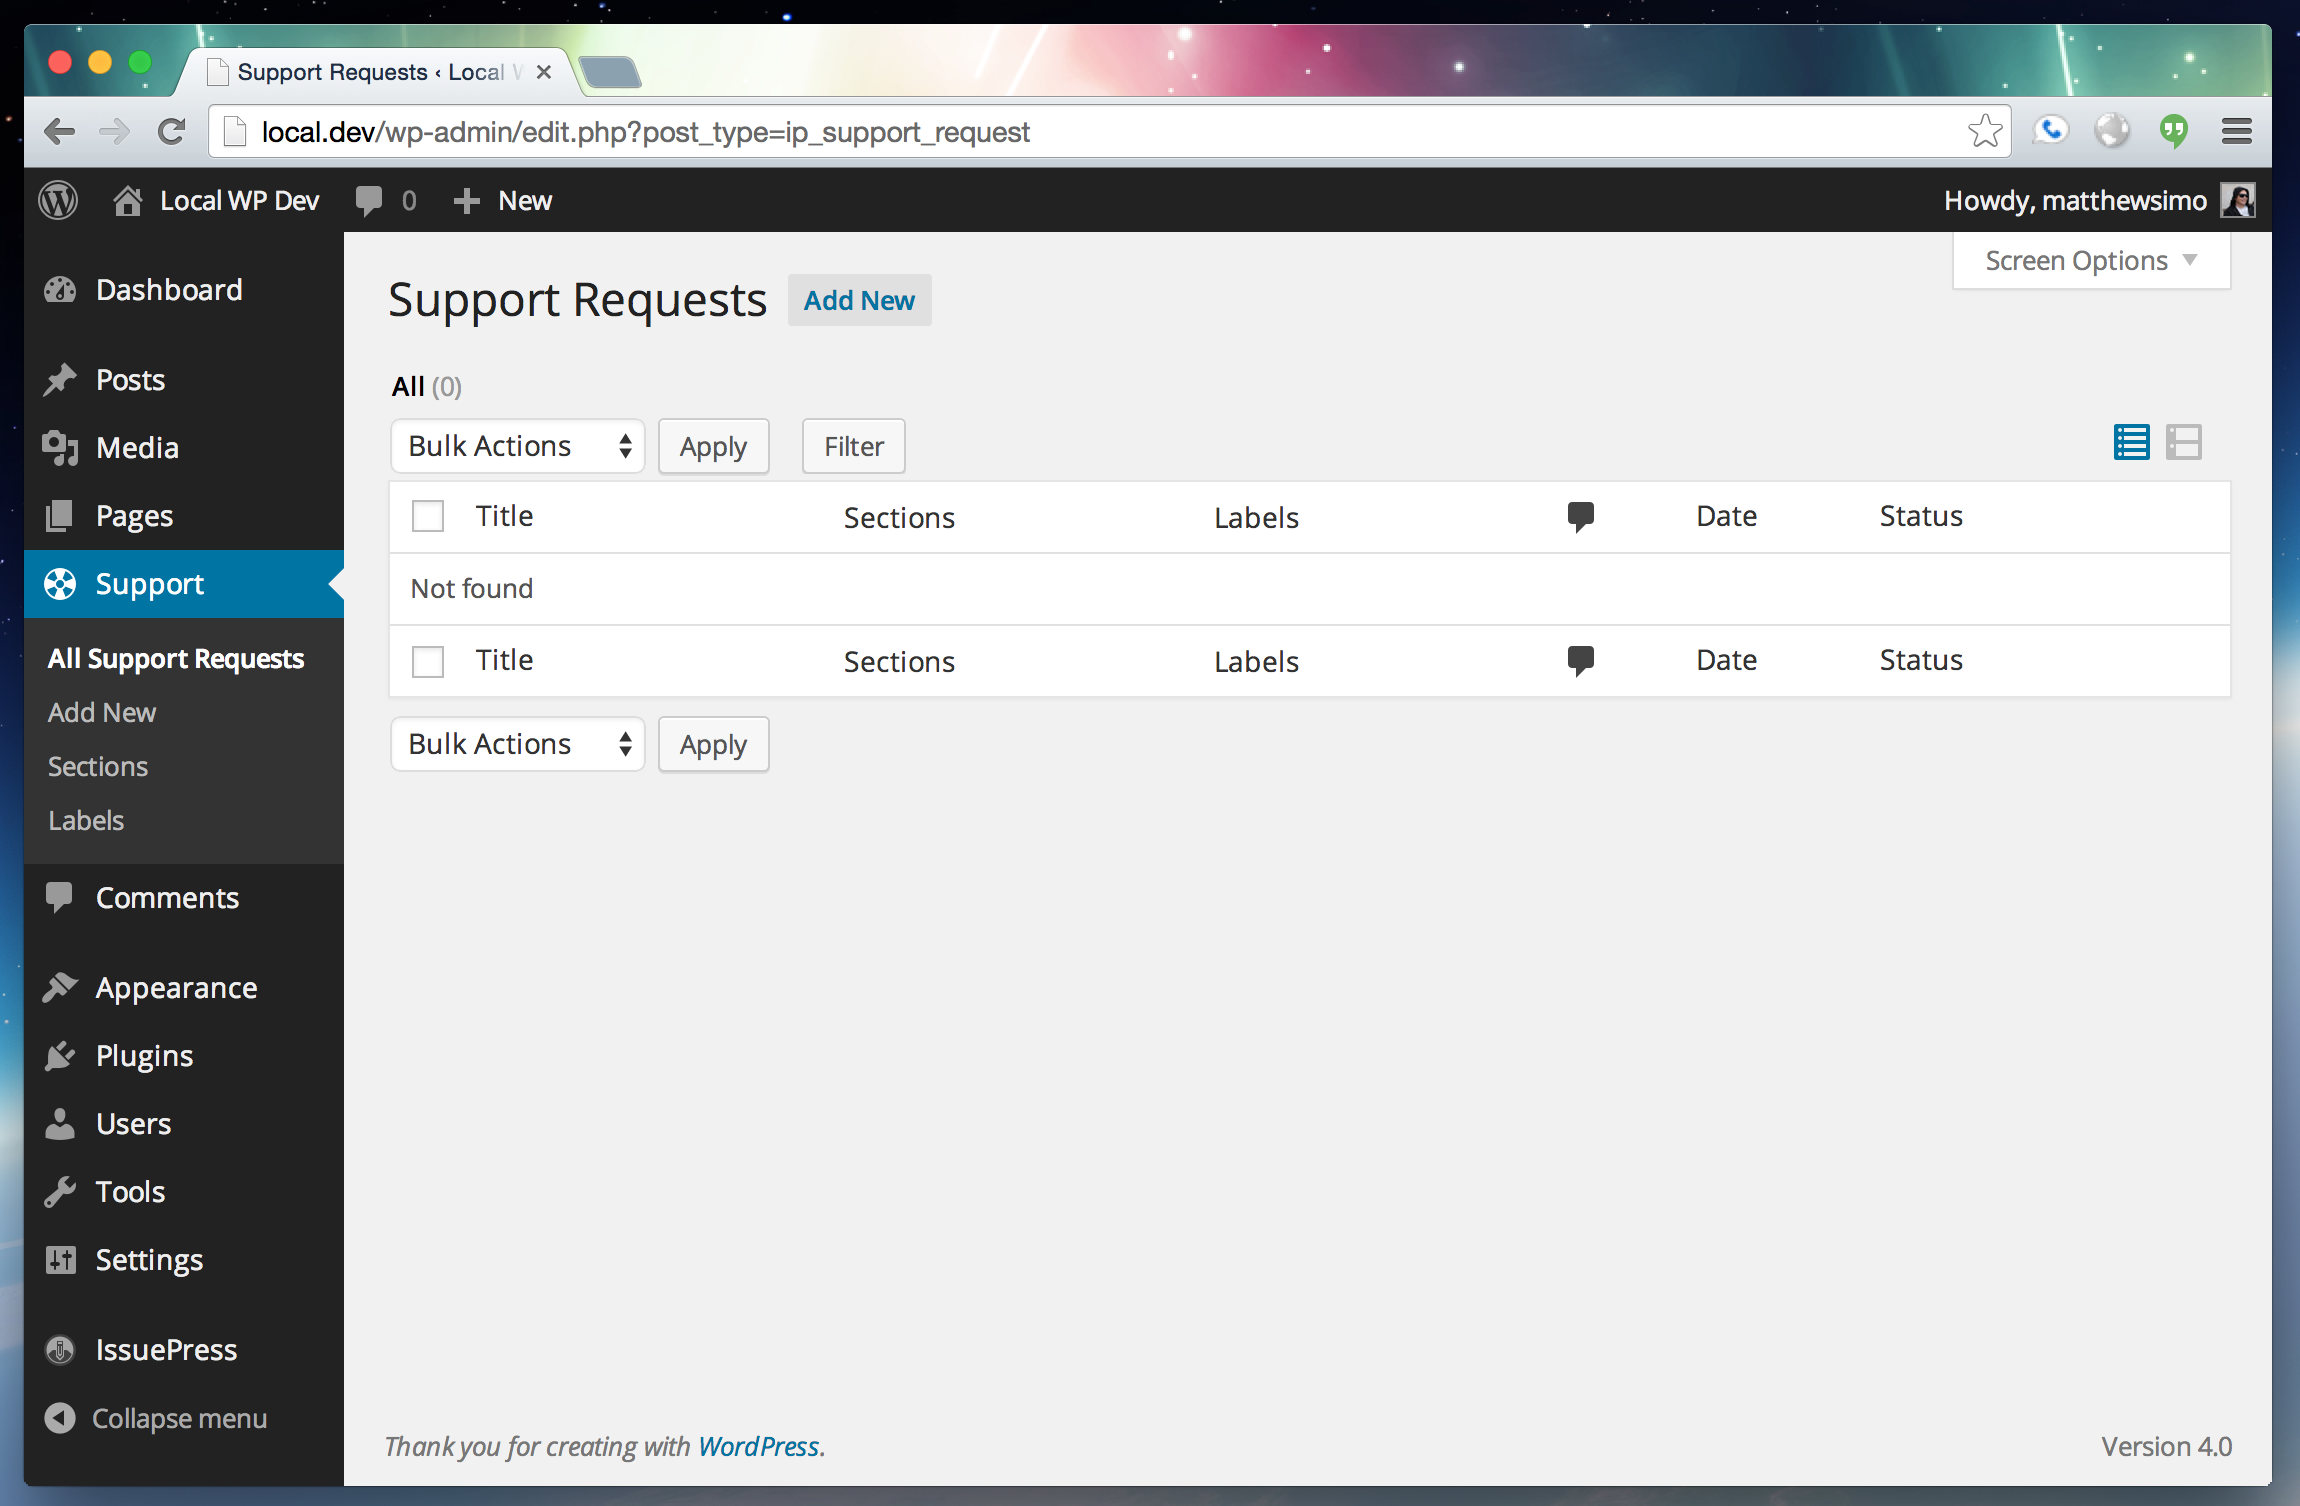 Support Requests ‹ Local
local.dev/wp-admin/edit.php?post_type=ip_support_request
Local WP Dev 0 New Howdy, matthewsimo
Screen Options
Dashboard
Posts
Media
Pages
Support
All Support Requests
Add New
Sections
Labels
Comments
Appearance
Plugins
Users
Tools
Settings
IssuePress
Collapse menu
Support Requests Add New
All (0)
Bulk Actions Apply Filter
Title Sections Labels Date Status
Not found
Title Sections Labels Date Status
Bulk Actions Apply
Thank you for creating with WordPress. Version 4.0